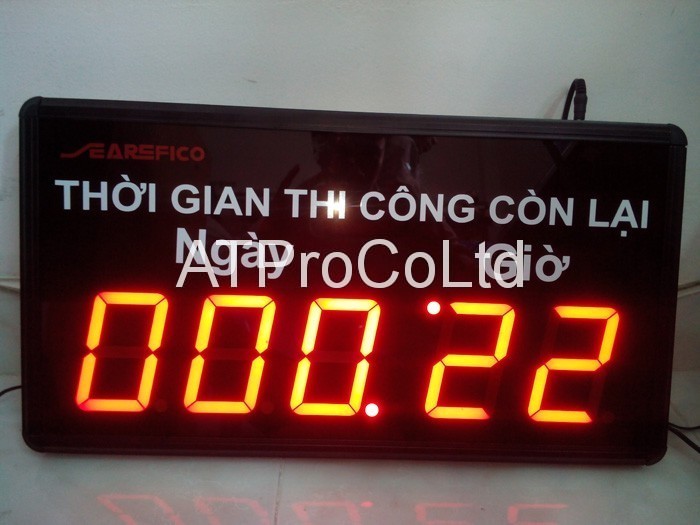 SEAREFICO
THỜI GIAN THI CÔNG CÒN LẠI
Ngày Giờ
ATProCoLtd
000.22